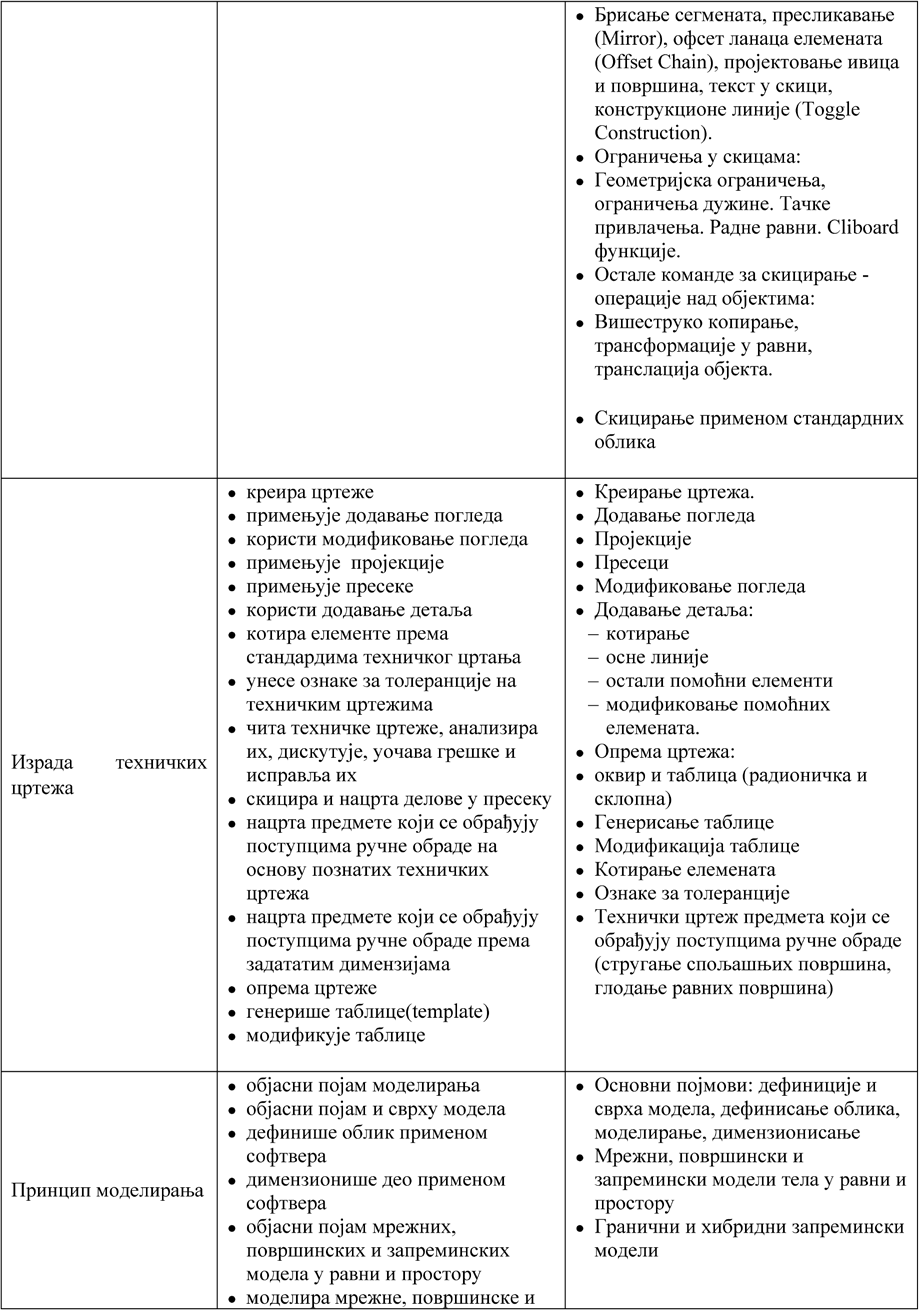 • Брисање сегмената, пресликавање
(Mirror), офсет ланаца елемената
(Offset Chain), пројектовање ивица
и површина, текст у скици,
конструкционе линије (Toggle
Construction).
• Ограничења у скицама:
• Геометријска ограничења,
ограничења дужине. Тачке
привлачења. Радне равни. Cliboard
функције.
• Остале команде за скицирање -
операције над објектима:
• Вишеструко копирање,
трансформације у равни,
транслација објекта.
• Скицирање применом стандардних
облика
Израда техничких
цртежа
• креира цртеже
• примењује додавање погледа
• користи модификовање погледа
• примењује пројекције
• примењује пресеке
• користи додавање детаља
• котира елементе према
стандардима техничког цртања
• унесе ознаке за толеранције на
техничким цртежима
• чита техничке цртеже, анализира
их, дискутује, уочава грешке и
исправља их
• скицира и нацрта делове у пресеку
• нацрта предмете који се обрађују
поступцима ручне обраде на
основу познатих техничких
цртежа
• нацрта предмете који се обрађују
поступцима ручне обраде према
задататим димензијама
• опрема цртеже
• генерише таблице(template)
• модификује таблице
• Креирање цртежа.
• Додавање погледа
• Пројекције
• Пресеци
• Модификовање погледа
• Додавање детаља:
– котирање
– осне линије
– остали помоћни елементи
– модификовање помоћних
елемената.
• Опрема цртежа:
• оквир и таблица (радионичка и
склопна)
• Генерисање таблице
• Модификација таблице
• Котирање елемената
• Ознаке за толеранције
• Технички цртеж предмета који се
обрађују поступцима ручне обраде
(стругање спољашњих површина,
глодање равних површина)
Принцип моделирања
• објасни појам моделирања
• објасни појам и сврху модела
• дефинише облик применом
софтвера
• димензионише део применом
софтвера
• објасни појам мрежних,
површинских и запреминских
модела у равни и простору
• моделира мрежне, површинске и
• Основни појмови: дефиниције и
сврха модела, дефинисање облика,
моделирање, димензионисање
• Мрежни, површински и
запремински модели тела у равни и
простору
• Гранични и хибридни запремински
модели